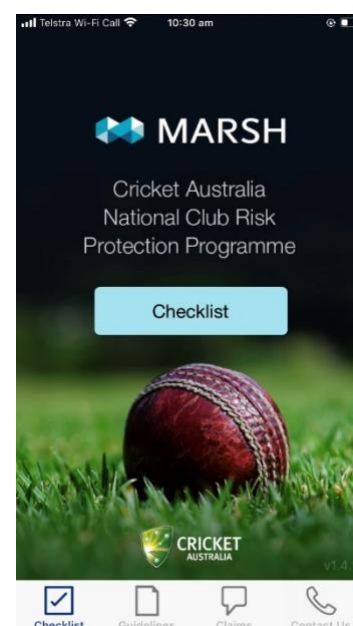 Telstra Wi-Fi Call 10:30 am
MARSH
Cricket Australia
National Club Risk
Protection Programme
Checklist
CRICKET
AUSTRALIA
v1.4.
Checklist Guidelines Claims Contact Us